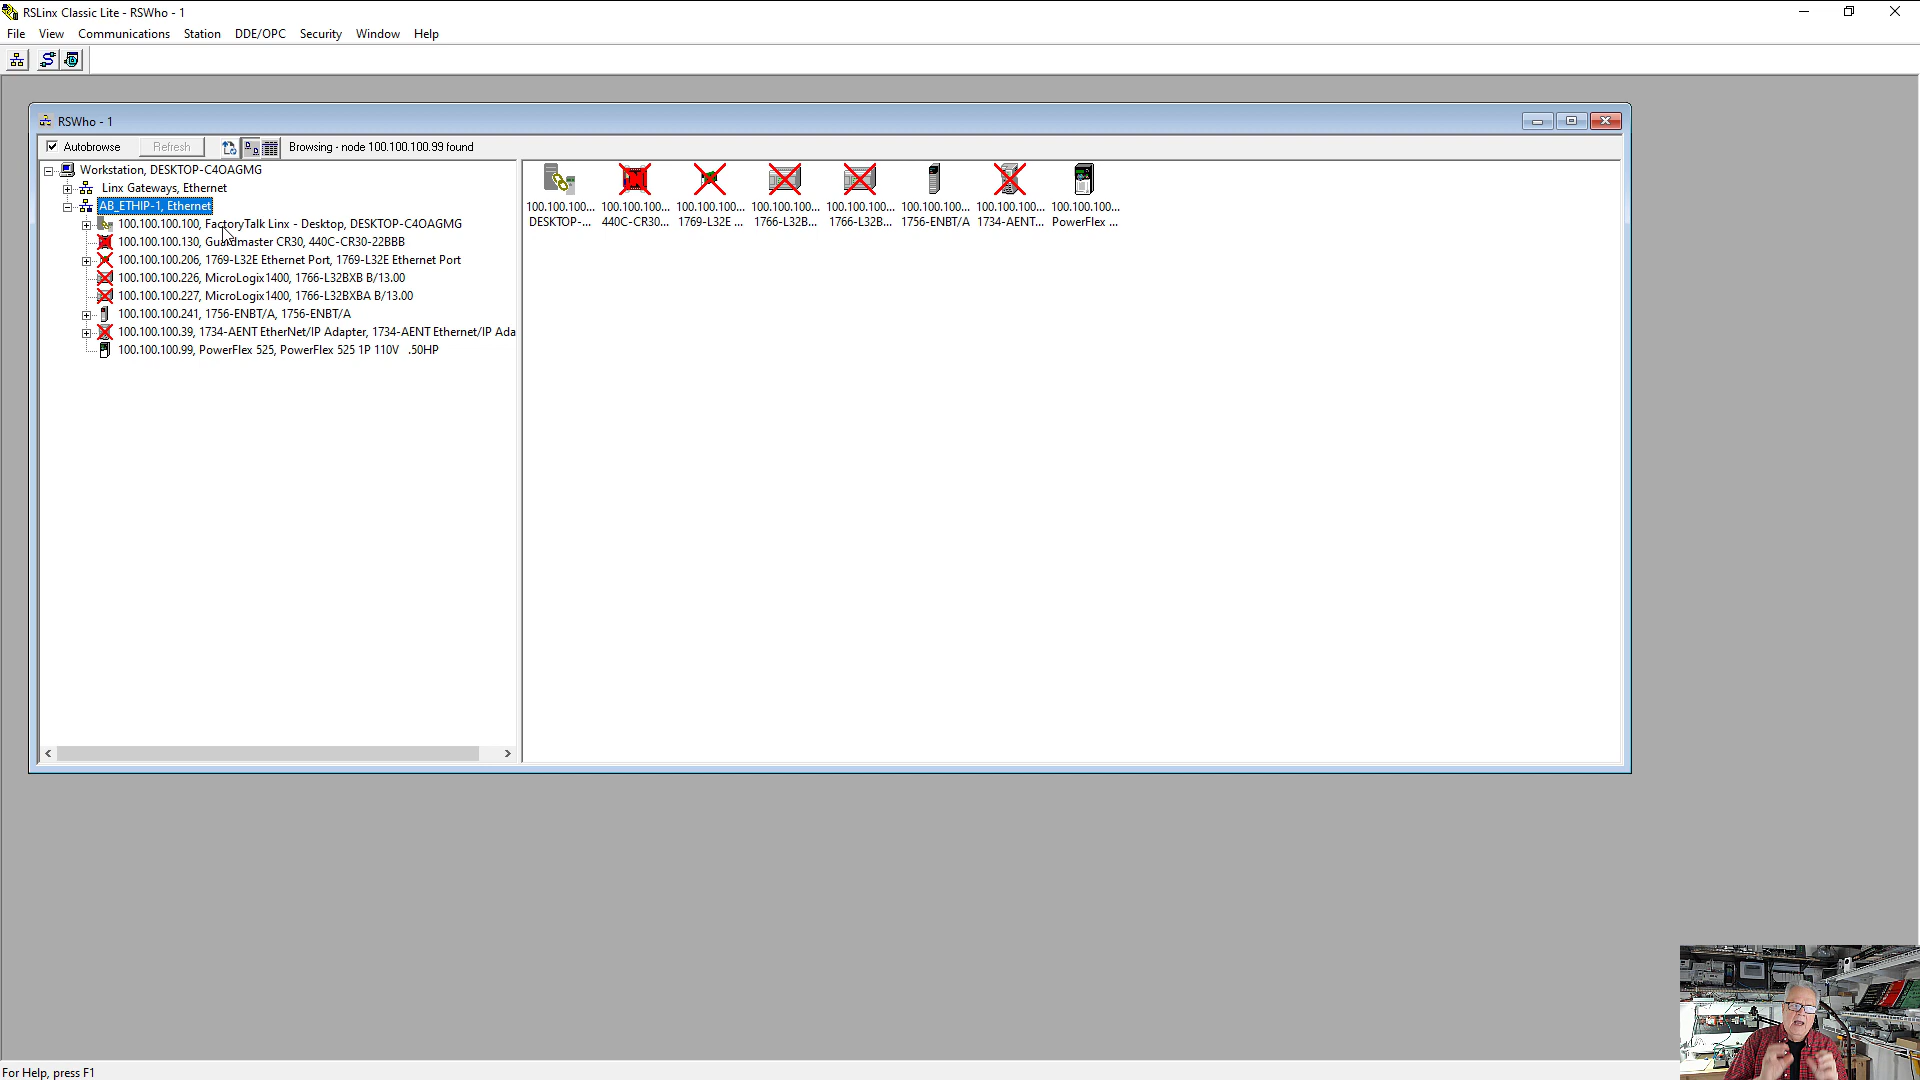 RSLinx Classic Lite - RSWho - 1
File View Communications Station DDE/OPC Security Window Help
RSWho - 1
Autobrowse Refresh Browsing - node 100.100.100.99 found
Workstation, DESKTOP-C4OAGMG
Linx Gateways, Ethernet
AB_ETHIP-1, Ethernet
100.100.100.100, FactoryTalk Linx - Desktop, DESKTOP-C4OAGMG
100.100.100.130, Guardmaster CR30, 440C-CR30-22BBB
100.100.100.206, 1769-L32E Ethernet Port, 1769-L32E Ethernet Port
100.100.100.226, MicroLogix1400, 1766-L32BXB B/13.00
100.100.100.227, MicroLogix1400, 1766-L32BXBA B/13.00
100.100.100.241, 1756-ENBT/A, 1756-ENBT/A
100.100.100.39, 1734-AENT EtherNet/IP Adapter, 1734-AENT Ethernet/IP Ada
100.100.100.99, PowerFlex 525, PowerFlex 525 1P 110V .50HP
100.100.100... 100.100.100... 100.100.100... 100.100.100... 100.100.100... 100.100.100... 100.100.100... 100.100.100...
DESKTOP-... 440C-CR30... 1769-L32E ... 1766-L32B... 1766-L32B... 1756-ENBT/A 1734-AENT... PowerFlex ...
For Help, press F1